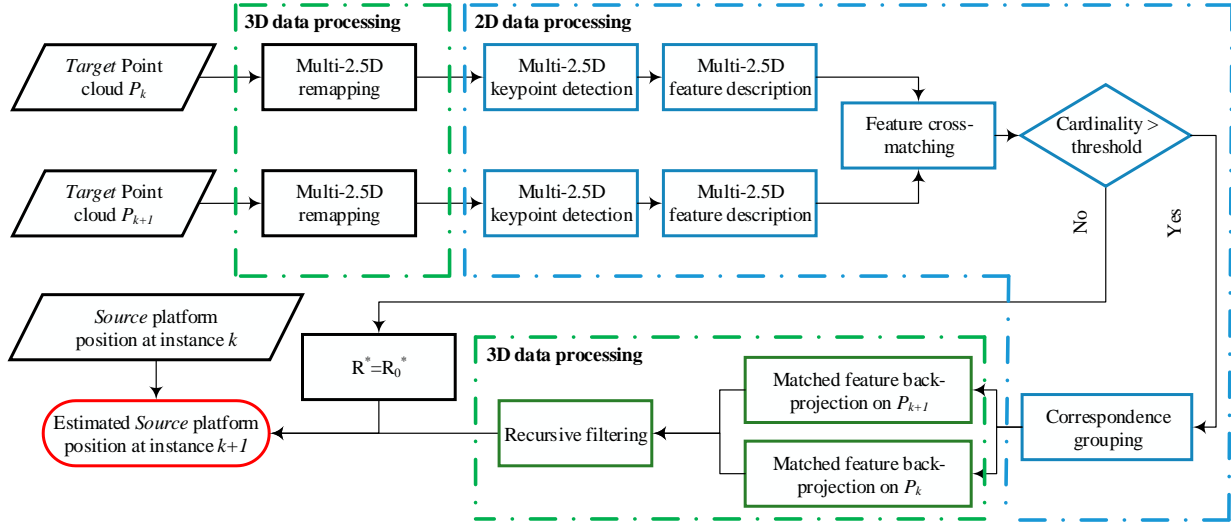 3D data processing
2D data processing
Target Point
cloud Pk
Multi-2.5D
remapping
Multi-2.5D
keypoint detection
Multi-2.5D
feature description
Feature cross-
matching
Cardinality >
threshold
Target Point
cloud Pk+1
Multi-2.5D
remapping
Multi-2.5D
keypoint detection
Multi-2.5D
feature description
No
Yes
Source platform
position at instance k
R*=R0*
3D data processing
Matched feature back-
projection on Pk+1
Estimated Source platform
position at instance k+1
Recursive filtering
Correspondence
grouping
Matched feature back-
projection on Pk